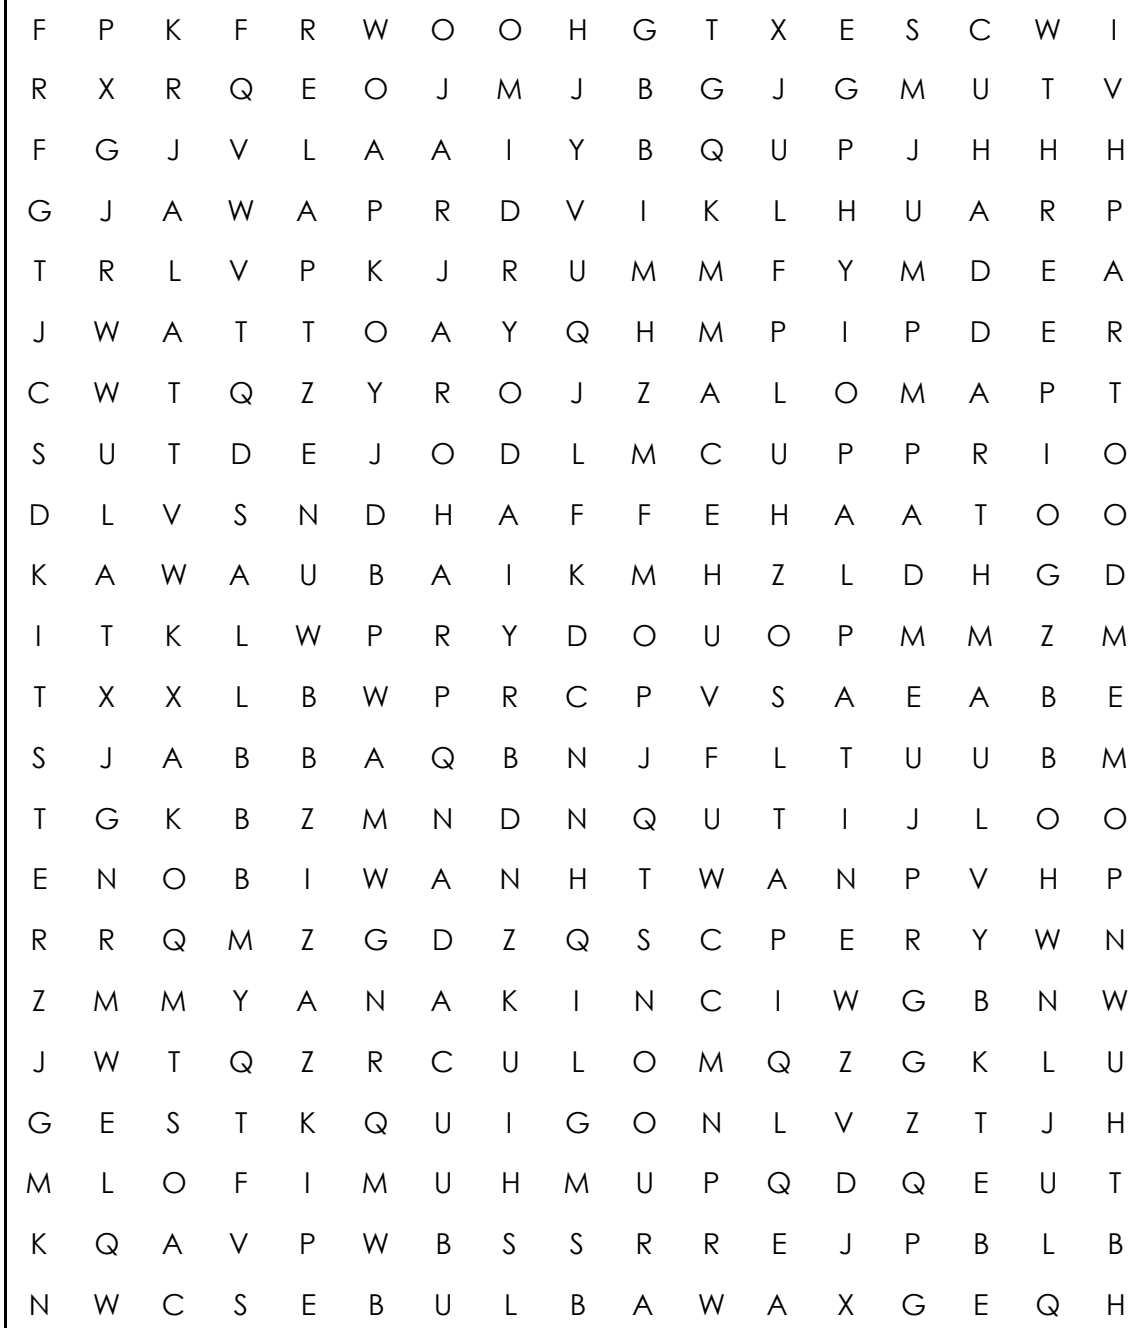 F P K F R W O O H G T X E S C W I
R X R Q E O J M J B G J G M U T V
F G J V L A A I Y B Q U P J H H H
G J A W A P R D V I K L H U A R P
T R L V P K J R U M M F Y M D E A
J W A T T O A Y Q H M P I P D E R
C W T Q Z Y R O J Z A L O M A P T
S U T D E J O D L M C U P P R I O
D L V S N D H A F F E H A A T O O
K A W A U B A I K M H Z L D H G D
I T K L W P R Y D O U O P M M Z M
T X X L B W P R C P V S A E A B E
S J A B B A Q B N J F L T U U B M
T G K B Z M N D N Q U T I J L O O
E N O B I W A N H T W A N P V H P
R R Q M Z G D Z Q S C P E R Y W N
Z M M Y A N A K I N C I W G B N W
J W T Q Z R C U L O M Q Z G K L U
G E S T K Q U I G O N L V Z T J H
M L O F I M U H M U P Q D Q E U T
K Q A V P W B S S R R E J P B L B
N W C S E B U L B A W A X G E Q H